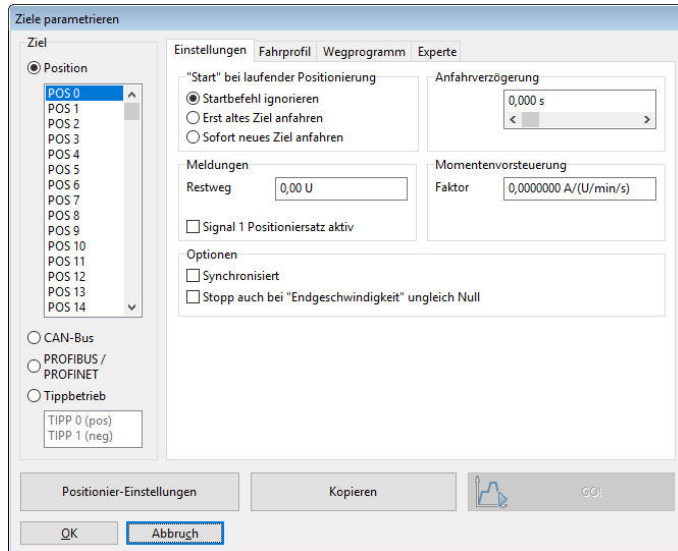 Ziele parametrieren
Ziel
Position
POS 0
POS 1
POS 2
POS 3
POS 4
POS 5
POS 6
POS 7
POS 8
POS 9
POS 10
POS 11
POS 12
POS 13
POS 14
CAN-Bus
PROFIBUS /
PROFINET
Tippbetrieb
TIPP 0 (pos)
TIPP 1 (neg)
Einstellungen Fahrprofil Wegprogramm Experte
"Start" bei laufender Positionierung
Startbefehl ignorieren
Erst altes Ziel anfahren
Sofort neues Ziel anfahren
Anfahrverzögerung
0,000 s
Meldungen
Restweg 0,00 U
Signal 1 Positioniersatz aktiv
Momentenvorsteuerung
Faktor 0,0000000 A/(U/min/s)
Optionen
Synchronisiert
Stopp auch bei "Endgeschwindigkeit" ungleich Null
Positionier-Einstellungen Kopieren GO!
OK Abbruch